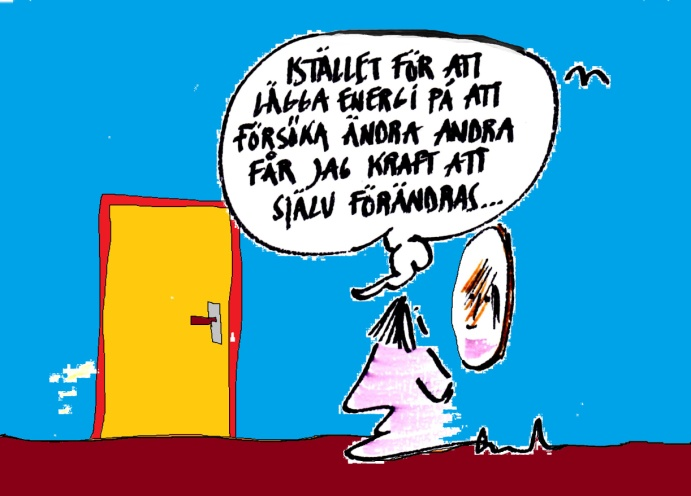 ISTÄLLET FÖR ATT
LÄGGA ENERGI PÅ ATT
FÖRSÖKA ÄNDRA ANDRA
FÅR JAG KRAFT ATT
SJÄLV FÖRÄNDRAS...